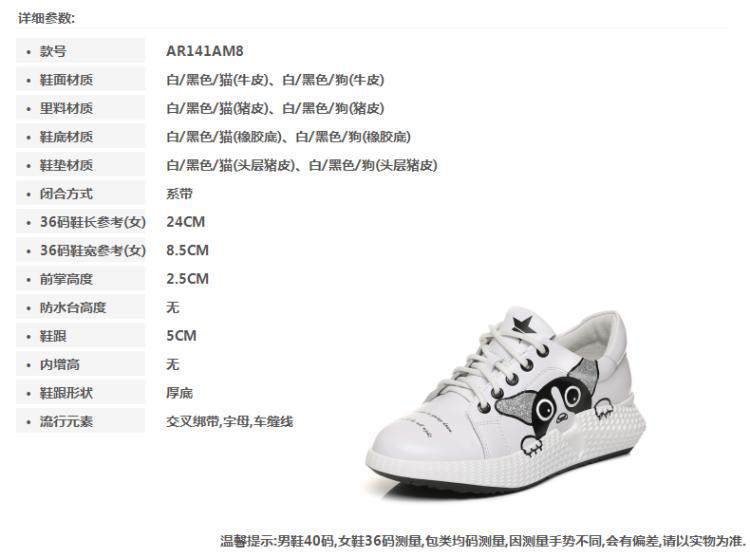 详细参数:
• 款号 AR141AM8
• 鞋面材质 白/黑色/猫(牛皮)、白/黑色/狗(牛皮)
• 里料材质 白/黑色/猫(猪皮)、白/黑色/狗(猪皮)
• 鞋底材质 白/黑色/猫(橡胶底)、白/黑色/狗(橡胶底)
• 鞋垫材质 白/黑色/猫(头层猪皮)、白/黑色/狗(头层猪皮)
• 闭合方式 系带
• 36码鞋长参考(女) 24CM
• 36码鞋宽参考(女) 8.5CM
• 前掌高度 2.5CM
• 防水台高度 无
• 鞋跟 5CM
• 内增高 无
• 鞋跟形状 厚底
• 流行元素 交叉绑带,字母,车缝线
温馨提示:男鞋40码,女鞋36码测量,包类均码测量,因测量手势不同,会有偏差,请以实物为准.